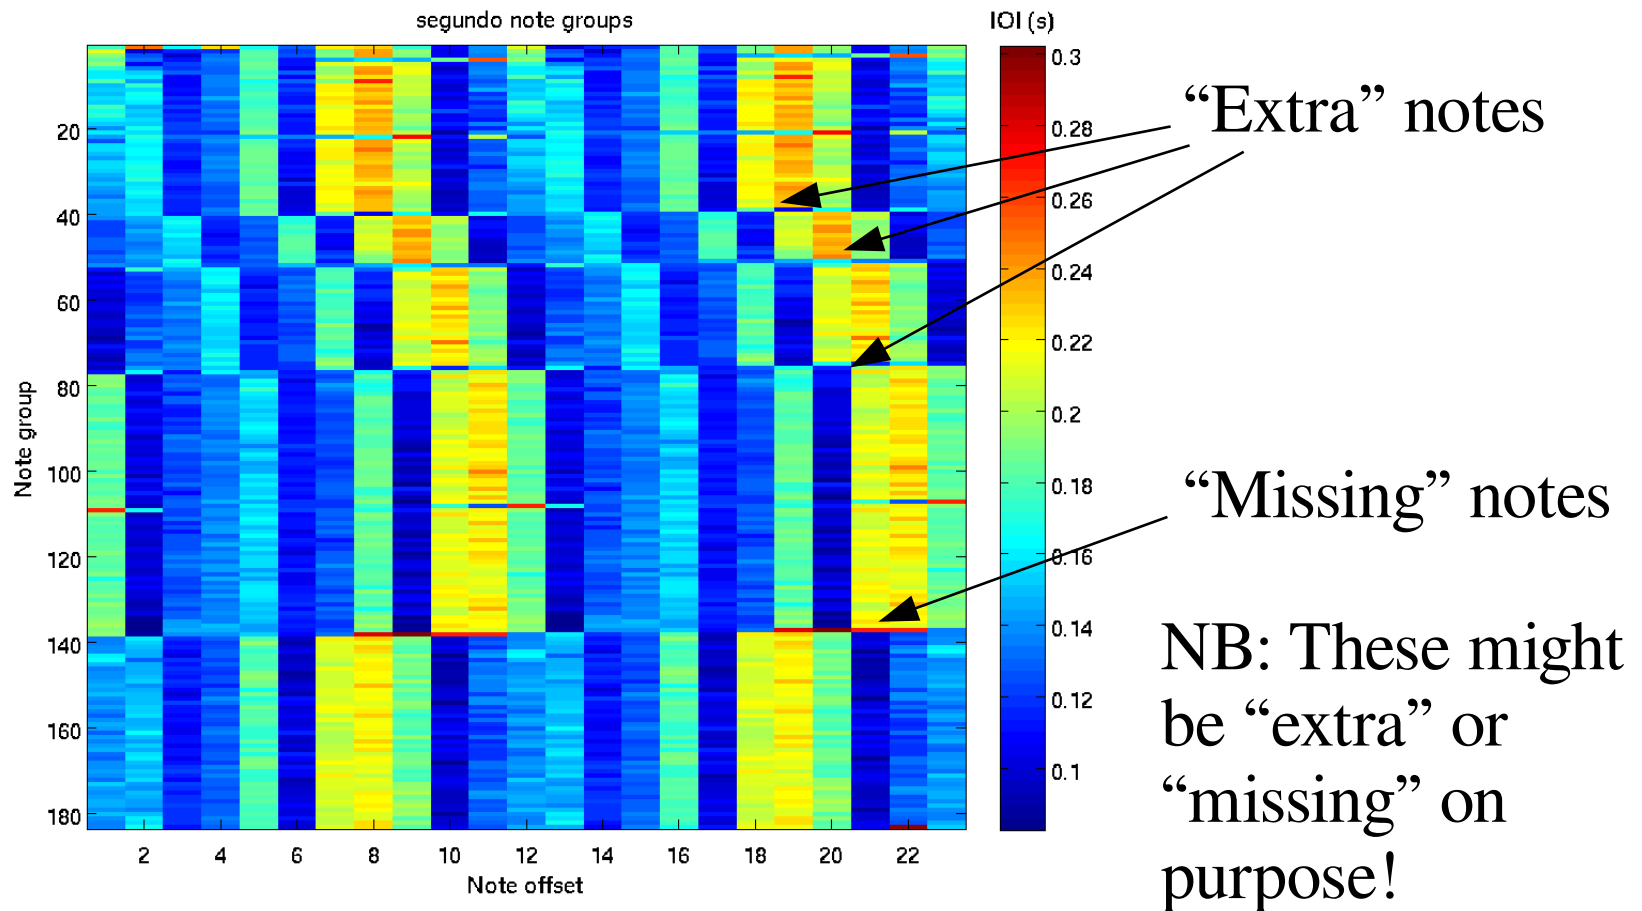 segundo note groups
IOI (s)
0.3
0.28
0.26
0.24
0.22
0.2
0.18
0.16
0.14
0.12
0.1
Note group
20
40
60
80
100
120
140
160
180
2 4 6 8 10 12 14 16 18 20 22
Note offset
“Extra” notes
“Missing” notes
NB: These might
be “extra” or
“missing” on
purpose!